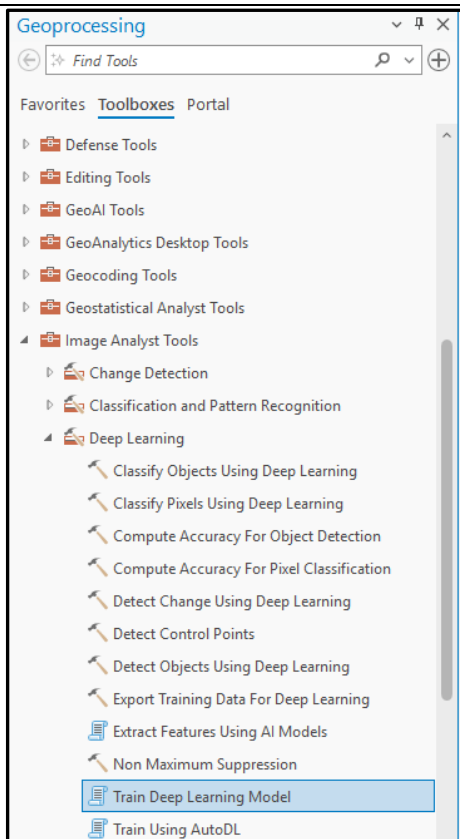 Geoprocessing
Find Tools
Favorites Toolboxes Portal
Defense Tools
Editing Tools
GeoAI Tools
GeoAnalytics Desktop Tools
Geocoding Tools
Geostatistical Analyst Tools
Image Analyst Tools
Change Detection
Classification and Pattern Recognition
Deep Learning
Classify Objects Using Deep Learning
Classify Pixels Using Deep Learning
Compute Accuracy For Object Detection
Compute Accuracy For Pixel Classification
Detect Change Using Deep Learning
Detect Control Points
Detect Objects Using Deep Learning
Export Training Data For Deep Learning
Extract Features Using AI Models
Non Maximum Suppression
Train Deep Learning Model
Train Using AutoDL